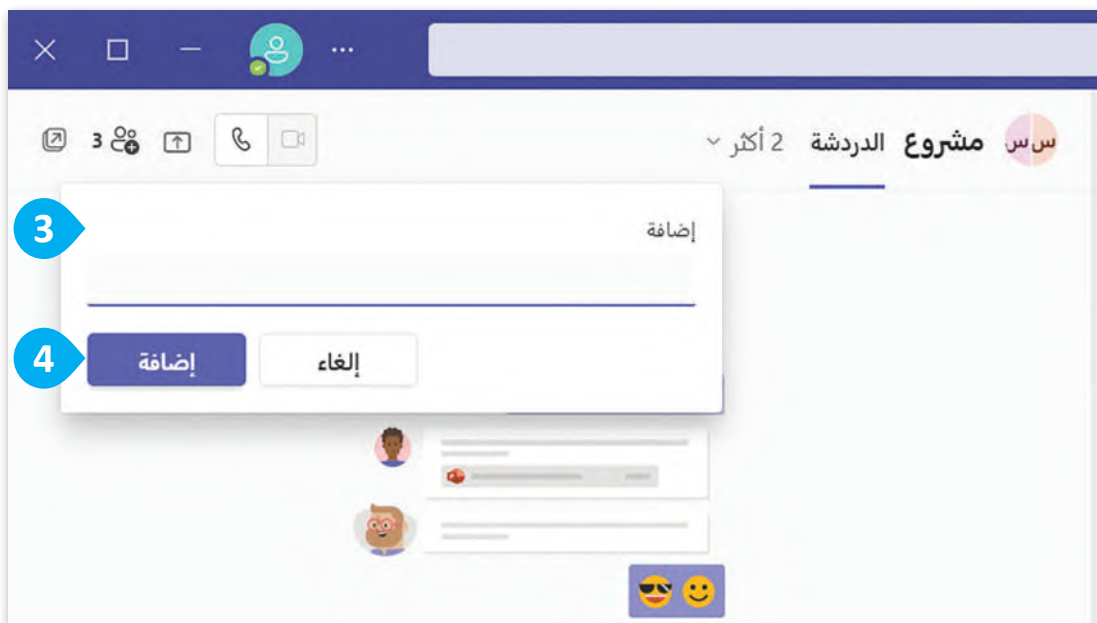 ...
س س مشروع الدردشة 2 أكثر 3
3
إضافة
4
إلغاء إضافة